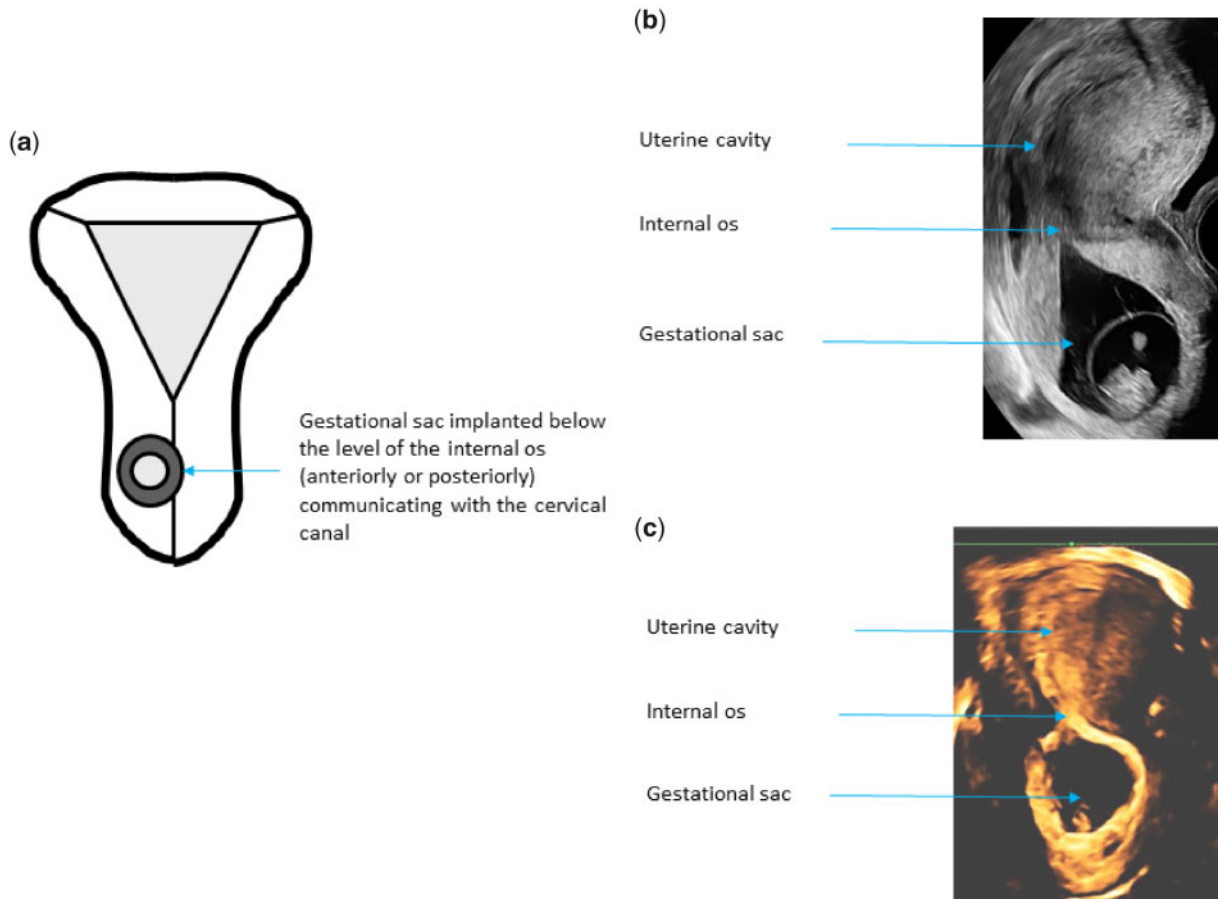 (a)
Gestational sac implanted below
the level of the internal os
(anteriorly or posteriorly)
communicating with the cervical
canal
(b)
Uterine cavity
Internal os
Gestational sac
(c)
Uterine cavity
Internal os
Gestational sac